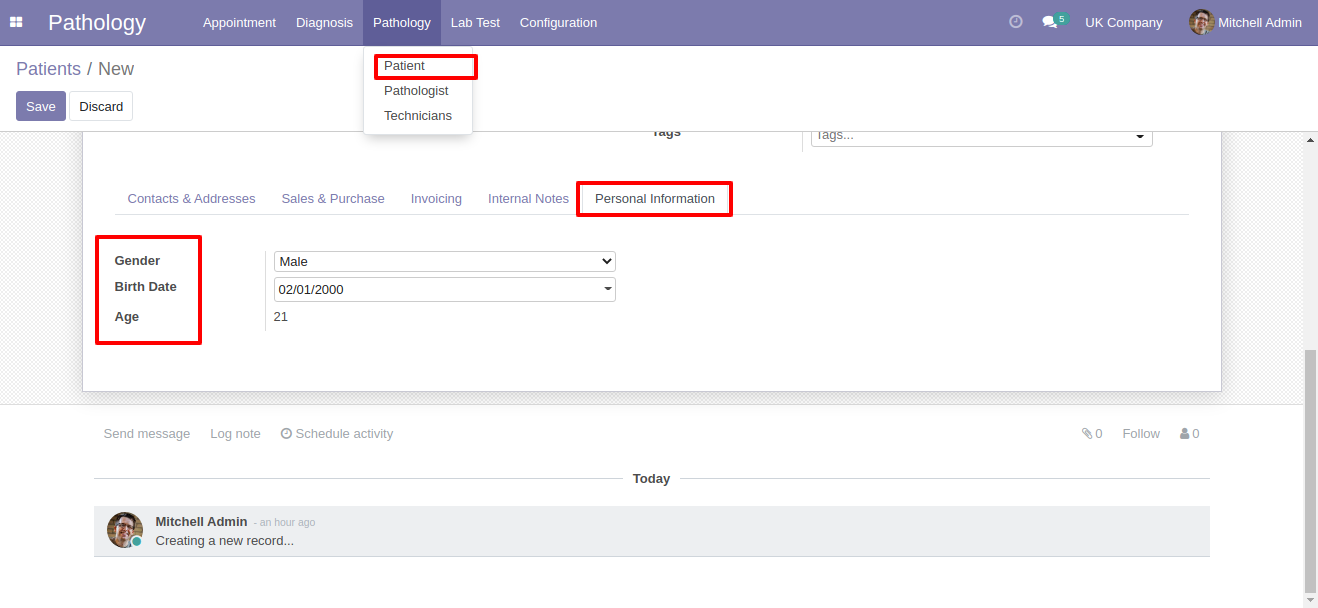 Pathology Appointment Diagnosis Pathology Lab Test Configuration 5 UK Company Mitchell Admin
Patient
Pathologist
Technicians
Patients / New
Save Discard
Tags Tags...
Contacts & Addresses Sales & Purchase Invoicing Internal Notes Personal Information
Gender Male
Birth Date 02/01/2000
Age 21
Send message Log note Schedule activity 0 Follow 0
Today
Mitchell Admin - an hour ago
Creating a new record...